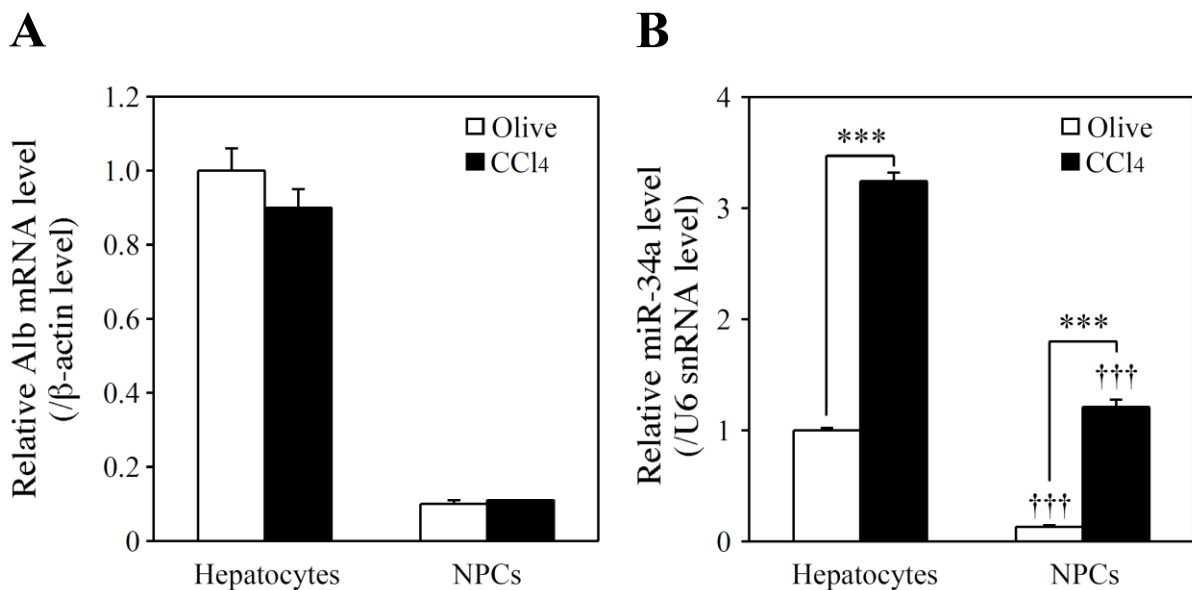 A
Relative Alb mRNA level
(/β-actin level)
1.2
1.0
0.8
0.6
0.4
0.2
0
Olive
CCl4
Hepatocytes
NPCs
B
Relative miR-34a level
(/U6 snRNA level)
4
3
2
1
0
Olive
CCl4
***
***
†††
†††
Hepatocytes
NPCs